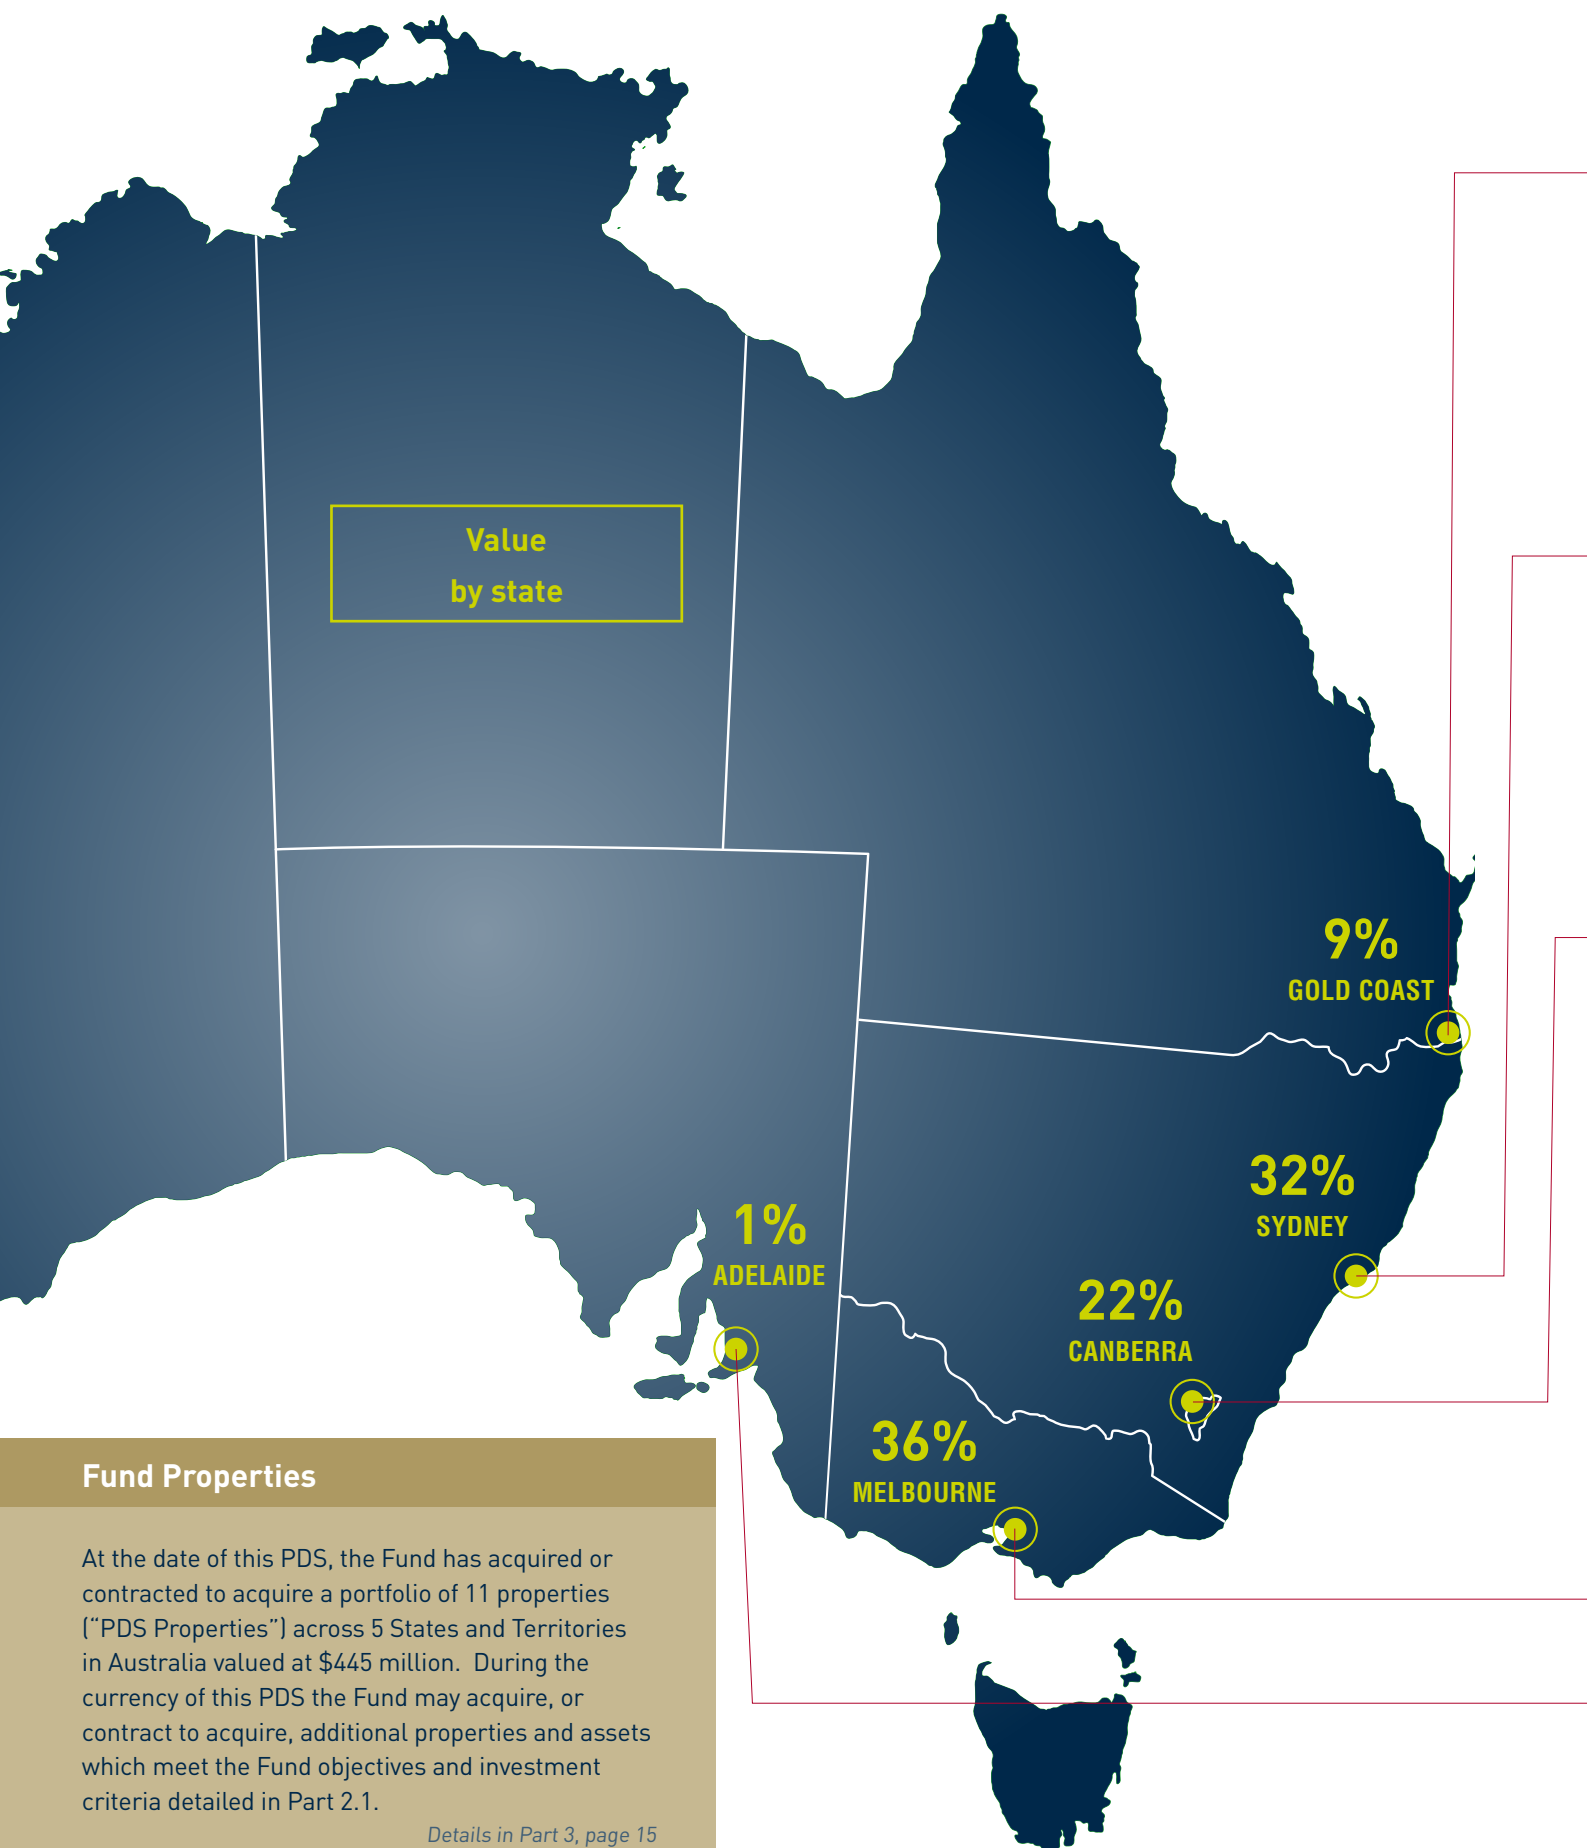 Value
by state
9%
GOLD COAST
32%
SYDNEY
1%
ADELAIDE
22%
CANBERRA
36%
MELBOURNE
Fund Properties
At the date of this PDS, the Fund has acquired or
contracted to acquire a portfolio of 11 properties
(“PDS Properties”) across 5 States and Territories
in Australia valued at $445 million.  During the
currency of this PDS the Fund may acquire, or
contract to acquire, additional properties and assets
which meet the Fund objectives and investment
criteria detailed in Part 2.1.
Details in Part 3, page 15